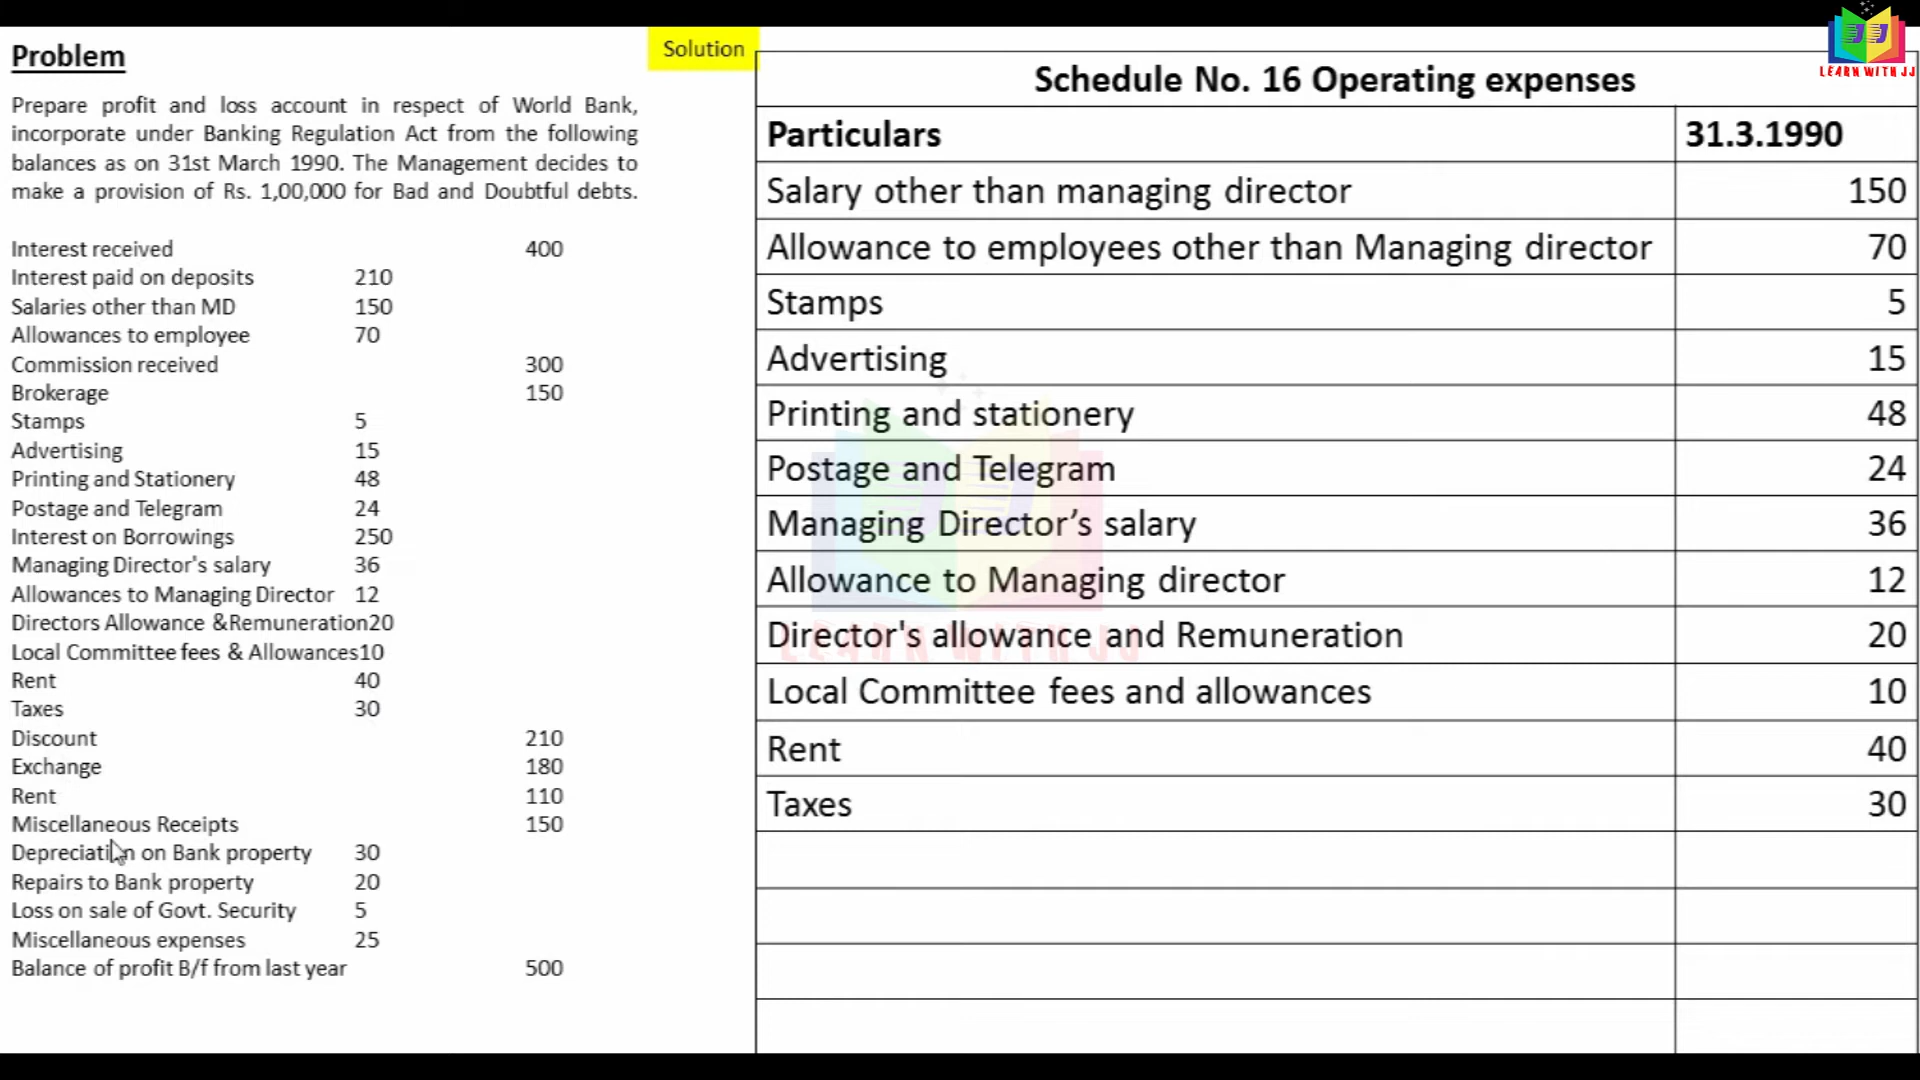 Problem
Prepare profit and loss account in respect of World Bank,
incorporate under Banking Regulation Act from the following
balances as on 31st March 1990. The Management decides to
make a provision of Rs. 1,00,000 for Bad and Doubtful debts.
Interest received 400
Interest paid on deposits 210
Salaries other than MD 150
Allowances to employee 70
Commission received 300
Brokerage 150
Stamps 5
Advertising 15
Printing and Stationery 48
Postage and Telegram 24
Interest on Borrowings 250
Managing Director's salary 36
Allowances to Managing Director 12
Directors Allowance &Remuneration20
Local Committee fees & Allowances10
Rent 40
Taxes 30
Discount 210
Exchange 180
Rent 110
Miscellaneous Receipts 150
Depreciation on Bank property 30
Repairs to Bank property 20
Loss on sale of Govt. Security 5
Miscellaneous expenses 25
Balance of profit B/f from last year 500
Solution
Schedule No. 16 Operating expenses
Particulars 31.3.1990
Salary other than managing director 150
Allowance to employees other than Managing director 70
Stamps 5
Advertising 15
Printing and stationery 48
Postage and Telegram 24
Managing Director’s salary 36
Allowance to Managing director 12
Director's allowance and Remuneration 20
Local Committee fees and allowances 10
Rent 40
Taxes 30
LEARN WITH JJ
LEARN WITH JJ